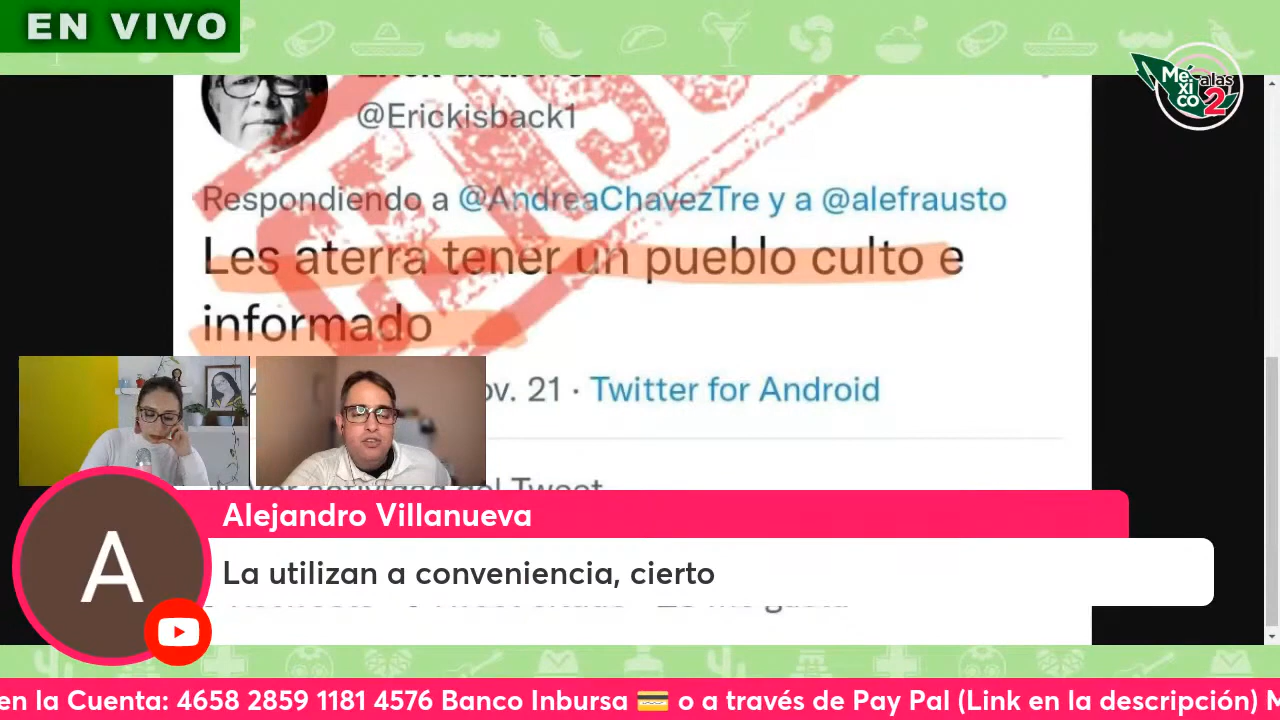 EN VIVO
México
alas
2
@Erickisback1
Respondiendo a @AndreaChavezTre y a @alefrausto
Les aterra tener un pueblo culto e
informado
ov. 21 · Twitter for Android
Alejandro Villanueva
A
La utilizan a conveniencia, cierto
en la Cuenta: 4658 2859 1181 4576 Banco Inbursa 💳 o a través de Pay Pal (Link en la descripción) M